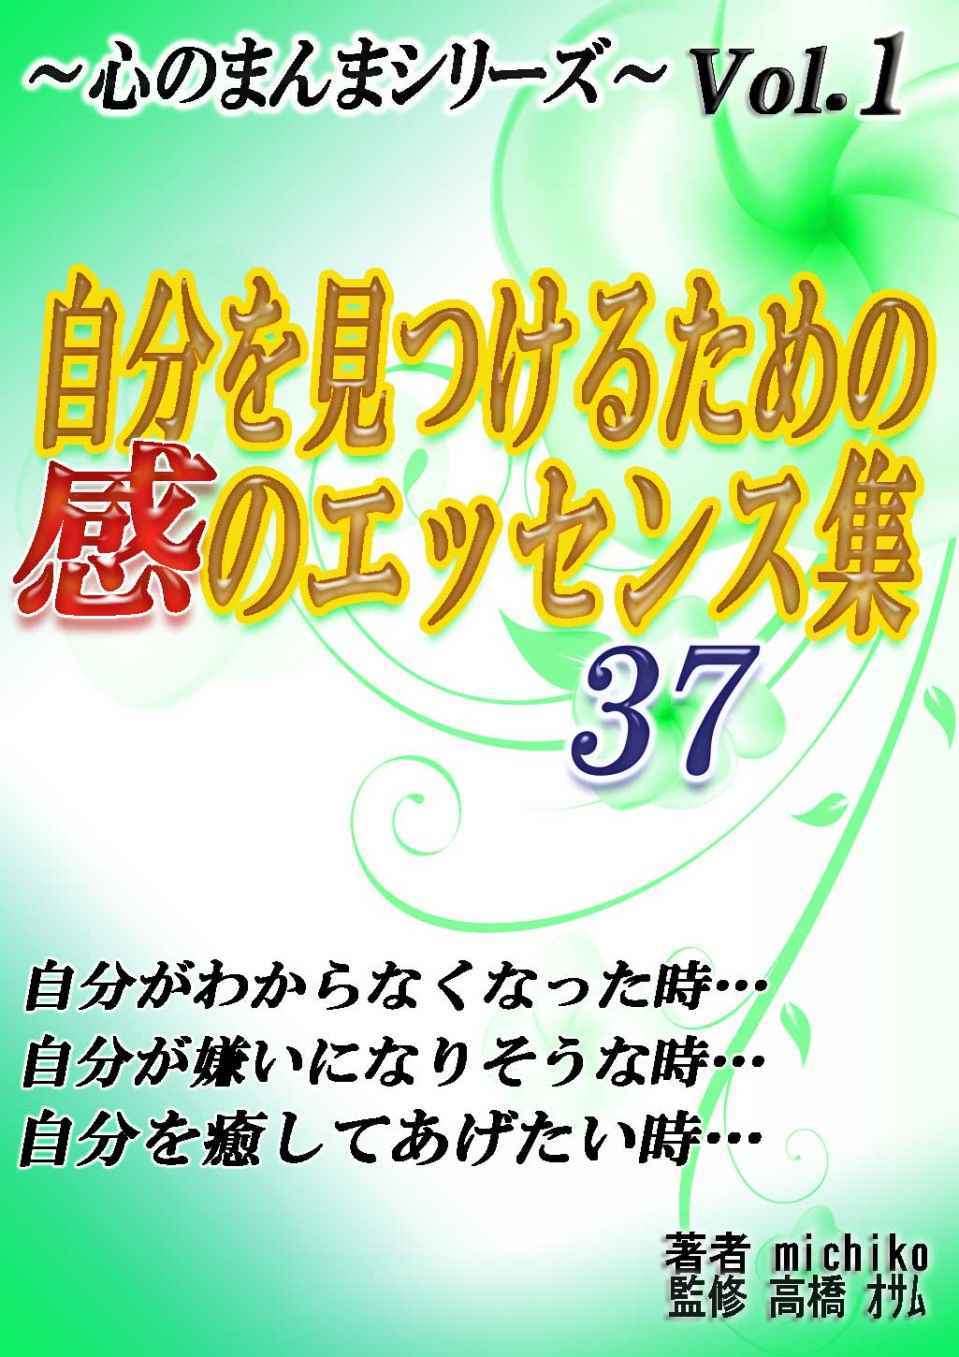 ～心のまんまシリーズ～ Vol.1
自分を見つけるための
感のエッセンス集
37
自分がわからなくなった時…
自分が嫌いになりそうな時…
自分を癒してあげたい時…
著者 michiko
監修 高橋 オサム